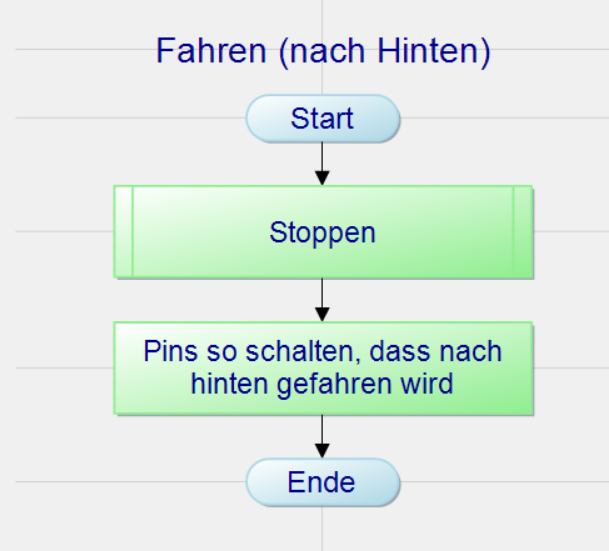 Fahren (nach Hinten)
Start
Stoppen
Pins so schalten, dass nach
hinten gefahren wird
Ende